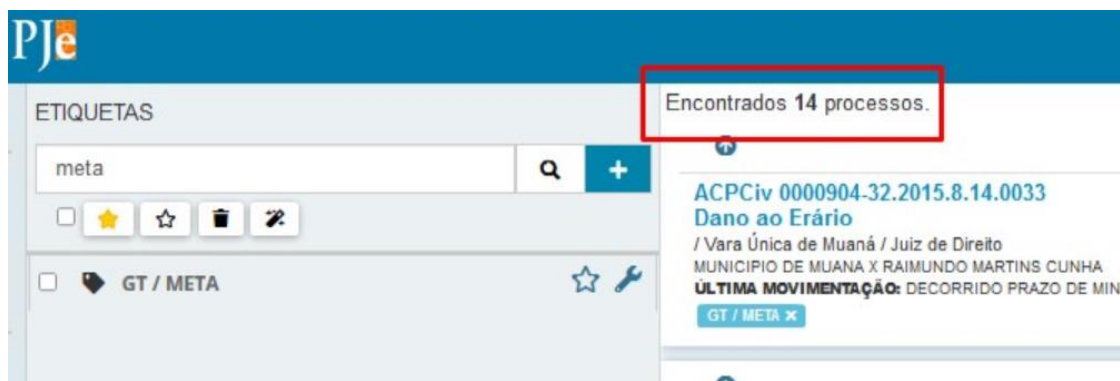 PJe
ETIQUETAS
meta
GT / META
Encontrados 14 processos.
ACPCiv 0000904-32.2015.8.14.0033
Dano ao Erário
/ Vara Única de Muaná / Juiz de Direito
MUNICIPIO DE MUANA X RAIMUNDO MARTINS CUNHA
ÚLTIMA MOVIMENTAÇÃO: DECORRIDO PRAZO DE MIN
GT / META ×